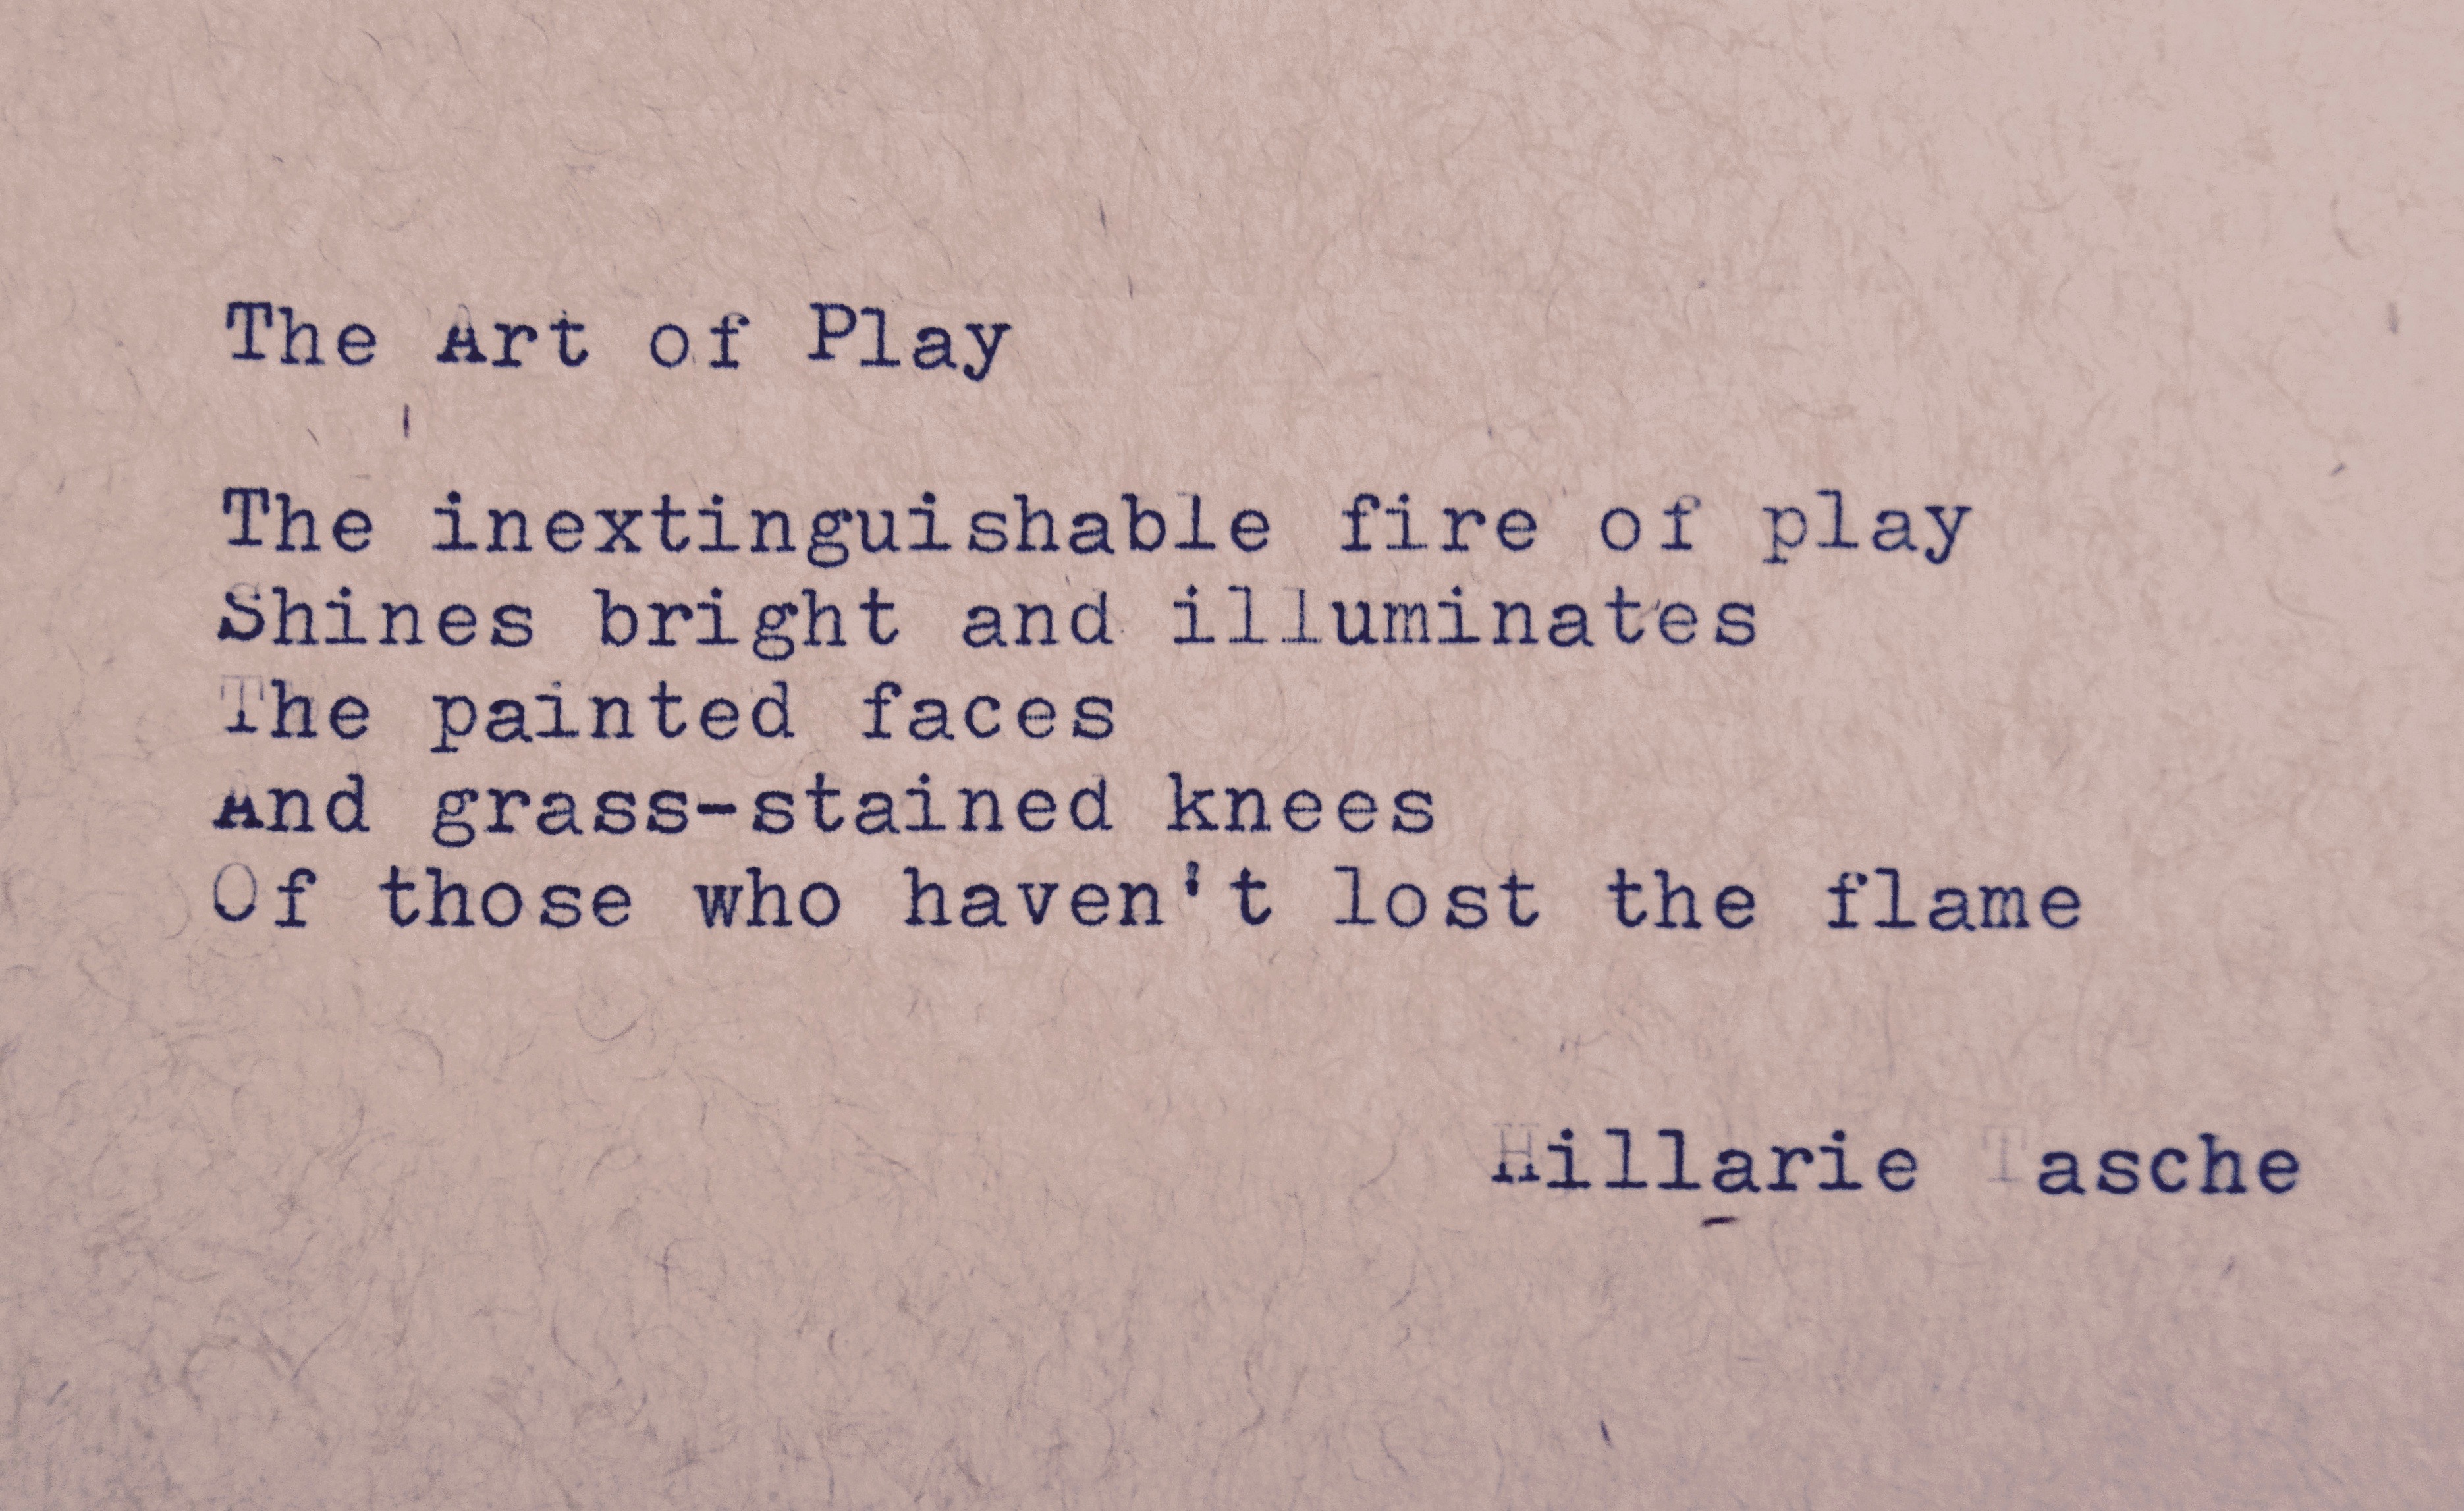 The Art of Play
The inextinguishable fire of play
Shines bright and illuminates
The painted faces
And grass-stained knees
Of those who haven't lost the flame
Hillarie Tasche